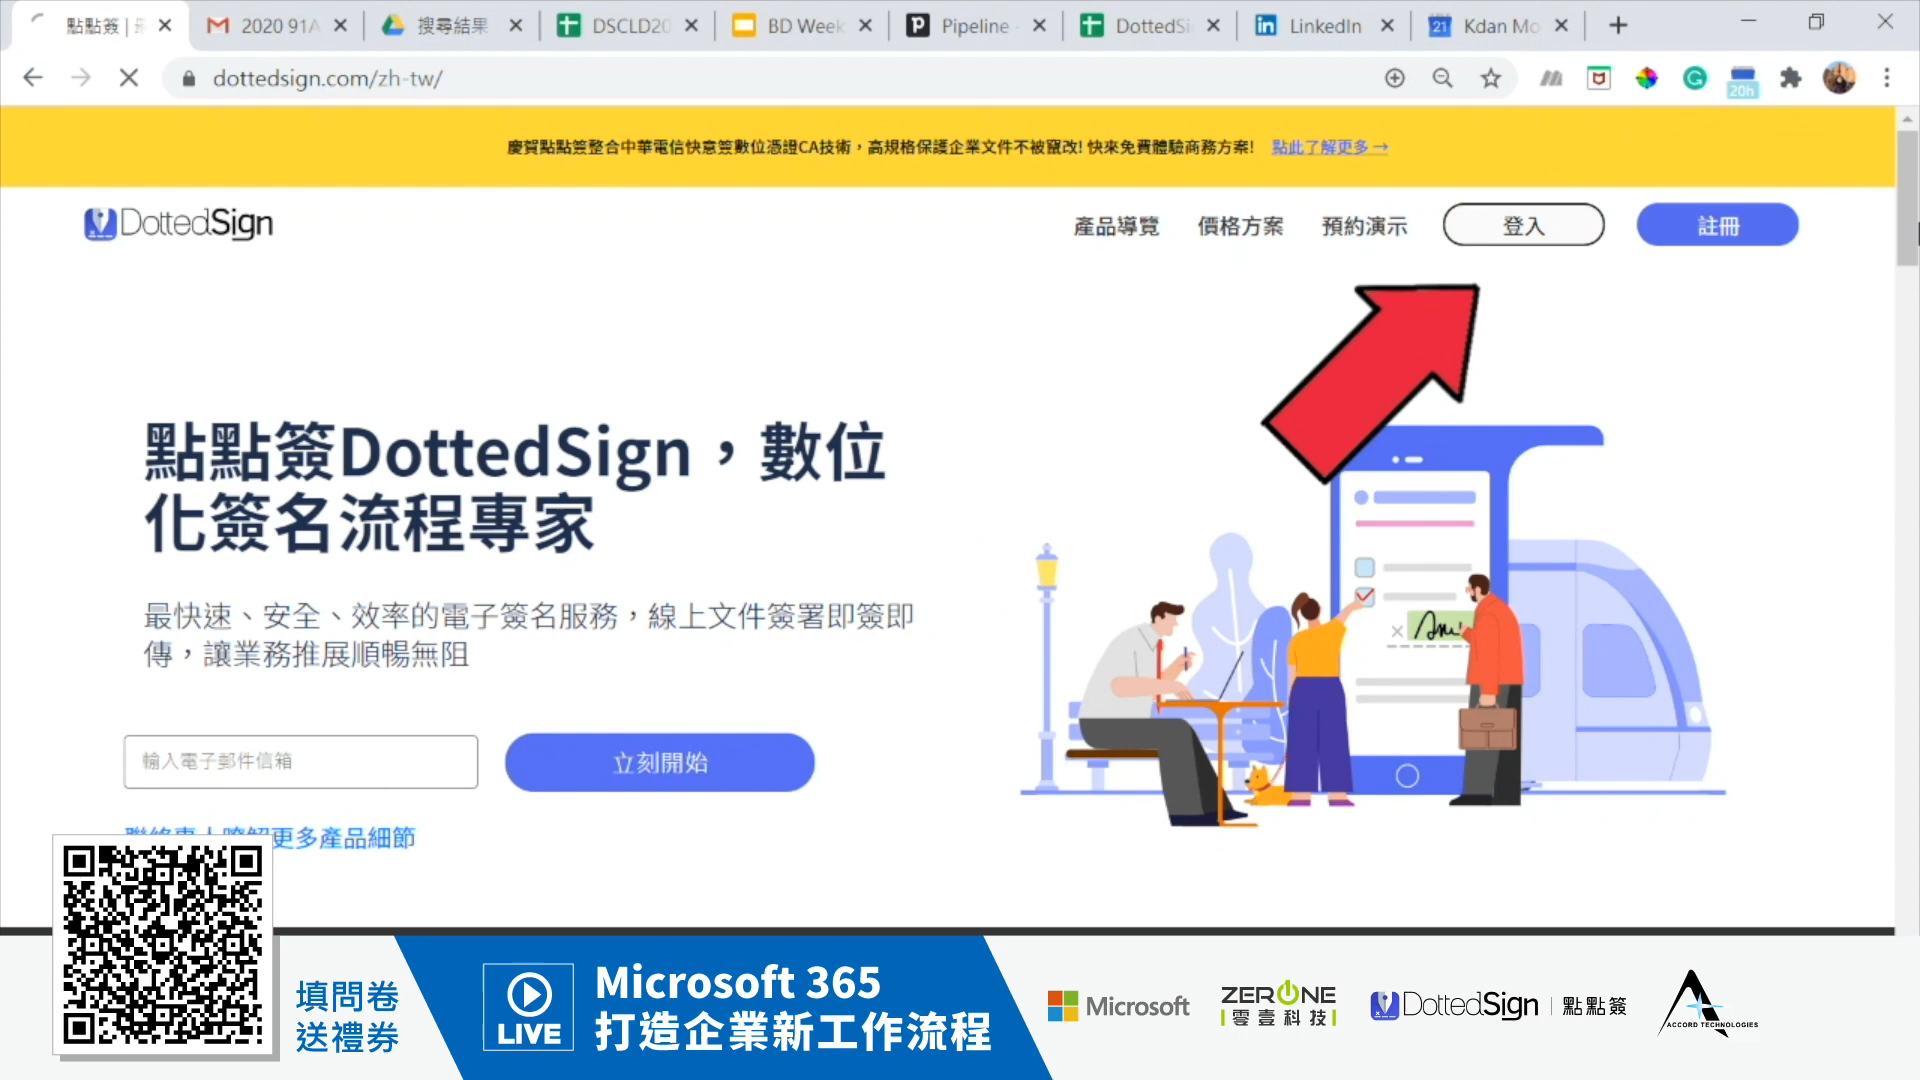 點點簽 |
2020 91A
搜尋結果
DSCLD20
BD Week
Pipeline -
DottedSi
LinkedIn
Kdan Mo
dottedsign.com/zh-tw/
20h
慶賀點點簽整合中華電信快意簽數位憑證CA技術，高規格保護企業文件不被竄改! 快來免費體驗商務方案! 點此了解更多→
DottedSign
產品導覽
價格方案
預約演示
登入
註冊
點點簽DottedSign，數位
化簽名流程專家
最快速、安全、效率的電子簽名服務，線上文件簽署即簽即
傳，讓業務推展順暢無阻
輸入電子郵件信箱
立刻開始
聯絡專人瞭解更多產品細節
填問卷
送禮券
LIVE
Microsoft 365
打造企業新工作流程
Microsoft
ZERONE
零壹科技
DottedSign | 點點簽
ACCORD TECHNOLOGIES